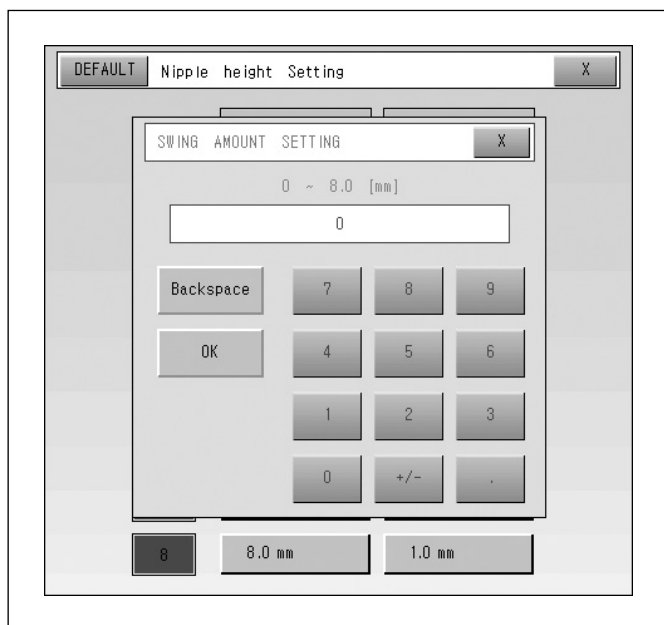 DEFAULT Nipple height Setting X
SWING AMOUNT SETTING X
0 ~ 8.0 [mm]
0
Backspace 7 8 9
OK 4 5 6
1 2 3
0 +/- .
8 8.0 mm 1.0 mm